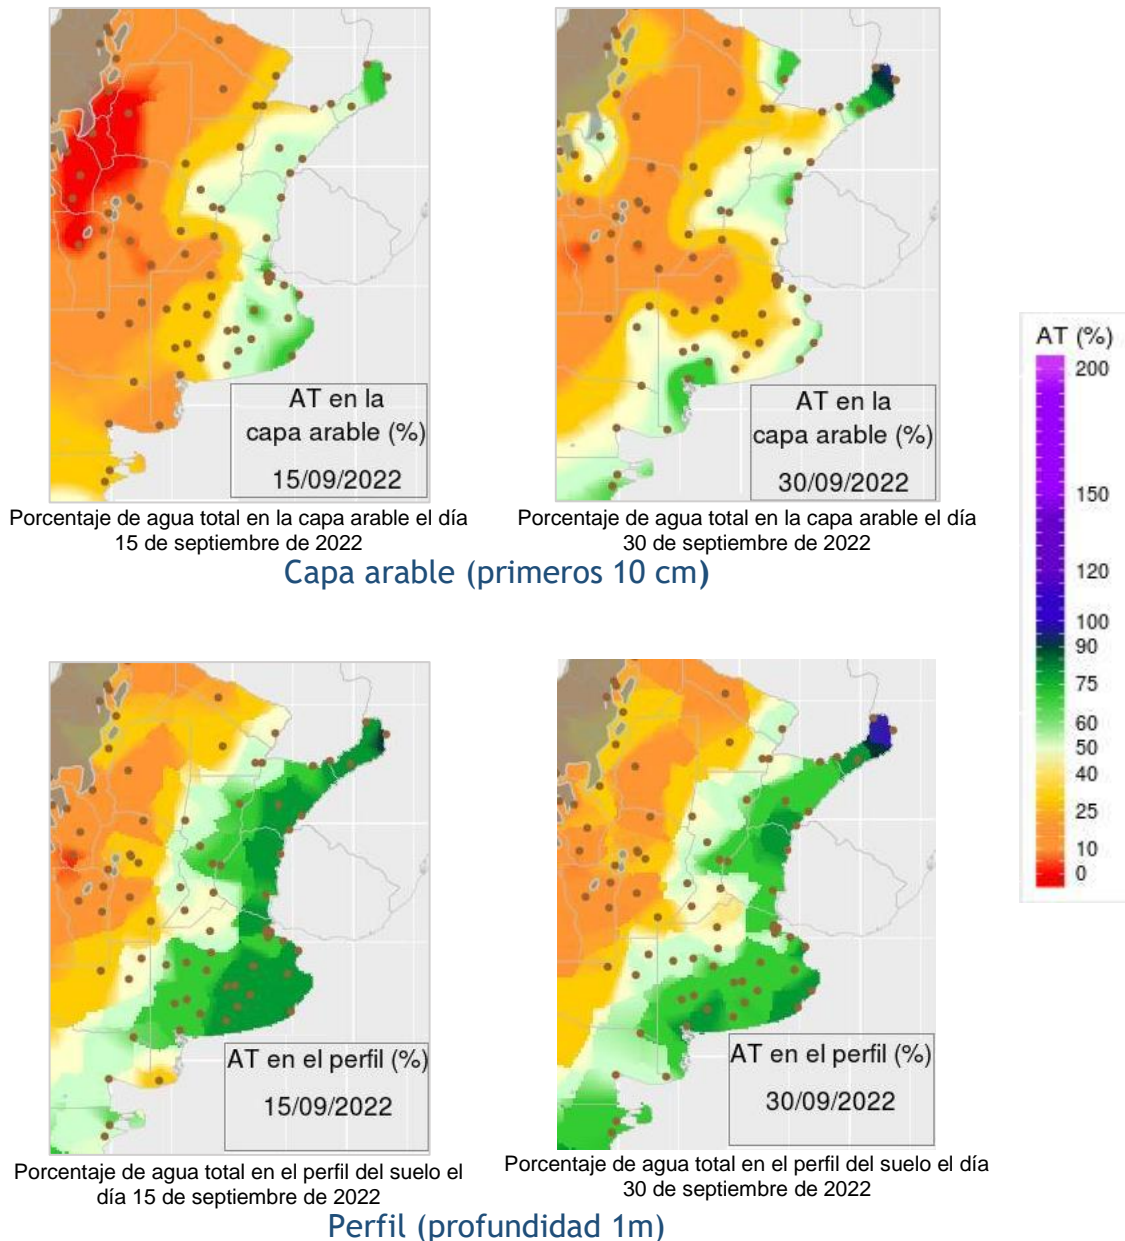 AT en la
capa arable (%)
15/09/2022
AT en la
capa arable (%)
30/09/2022
Porcentaje de agua total en la capa arable el día
15 de septiembre de 2022
Porcentaje de agua total en la capa arable el día
30 de septiembre de 2022
Capa arable (primeros 10 cm)
AT (%)
200
150
120
100
90
75
60
50
40
25
10
0
AT en el perfil (%)
15/09/2022
AT en el perfil (%)
30/09/2022
Porcentaje de agua total en el perfil del suelo el
día 15 de septiembre de 2022
Porcentaje de agua total en el perfil del suelo el día
30 de septiembre de 2022
Perfil (profundidad 1m)